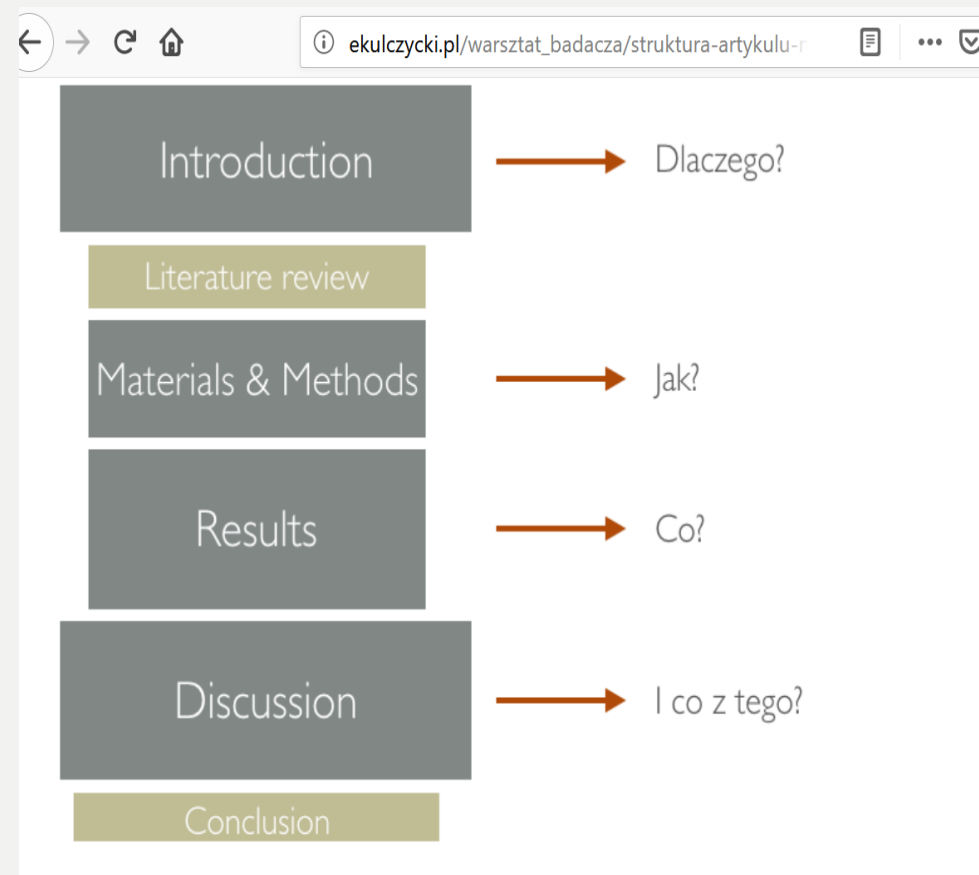 ekulczycki.pl/warsztat_badacza/struktura-artykulu-
Introduction
Dlaczego?
Literature review
Materials & Methods
Jak?
Results
Co?
Discussion
I co z tego?
Conclusion